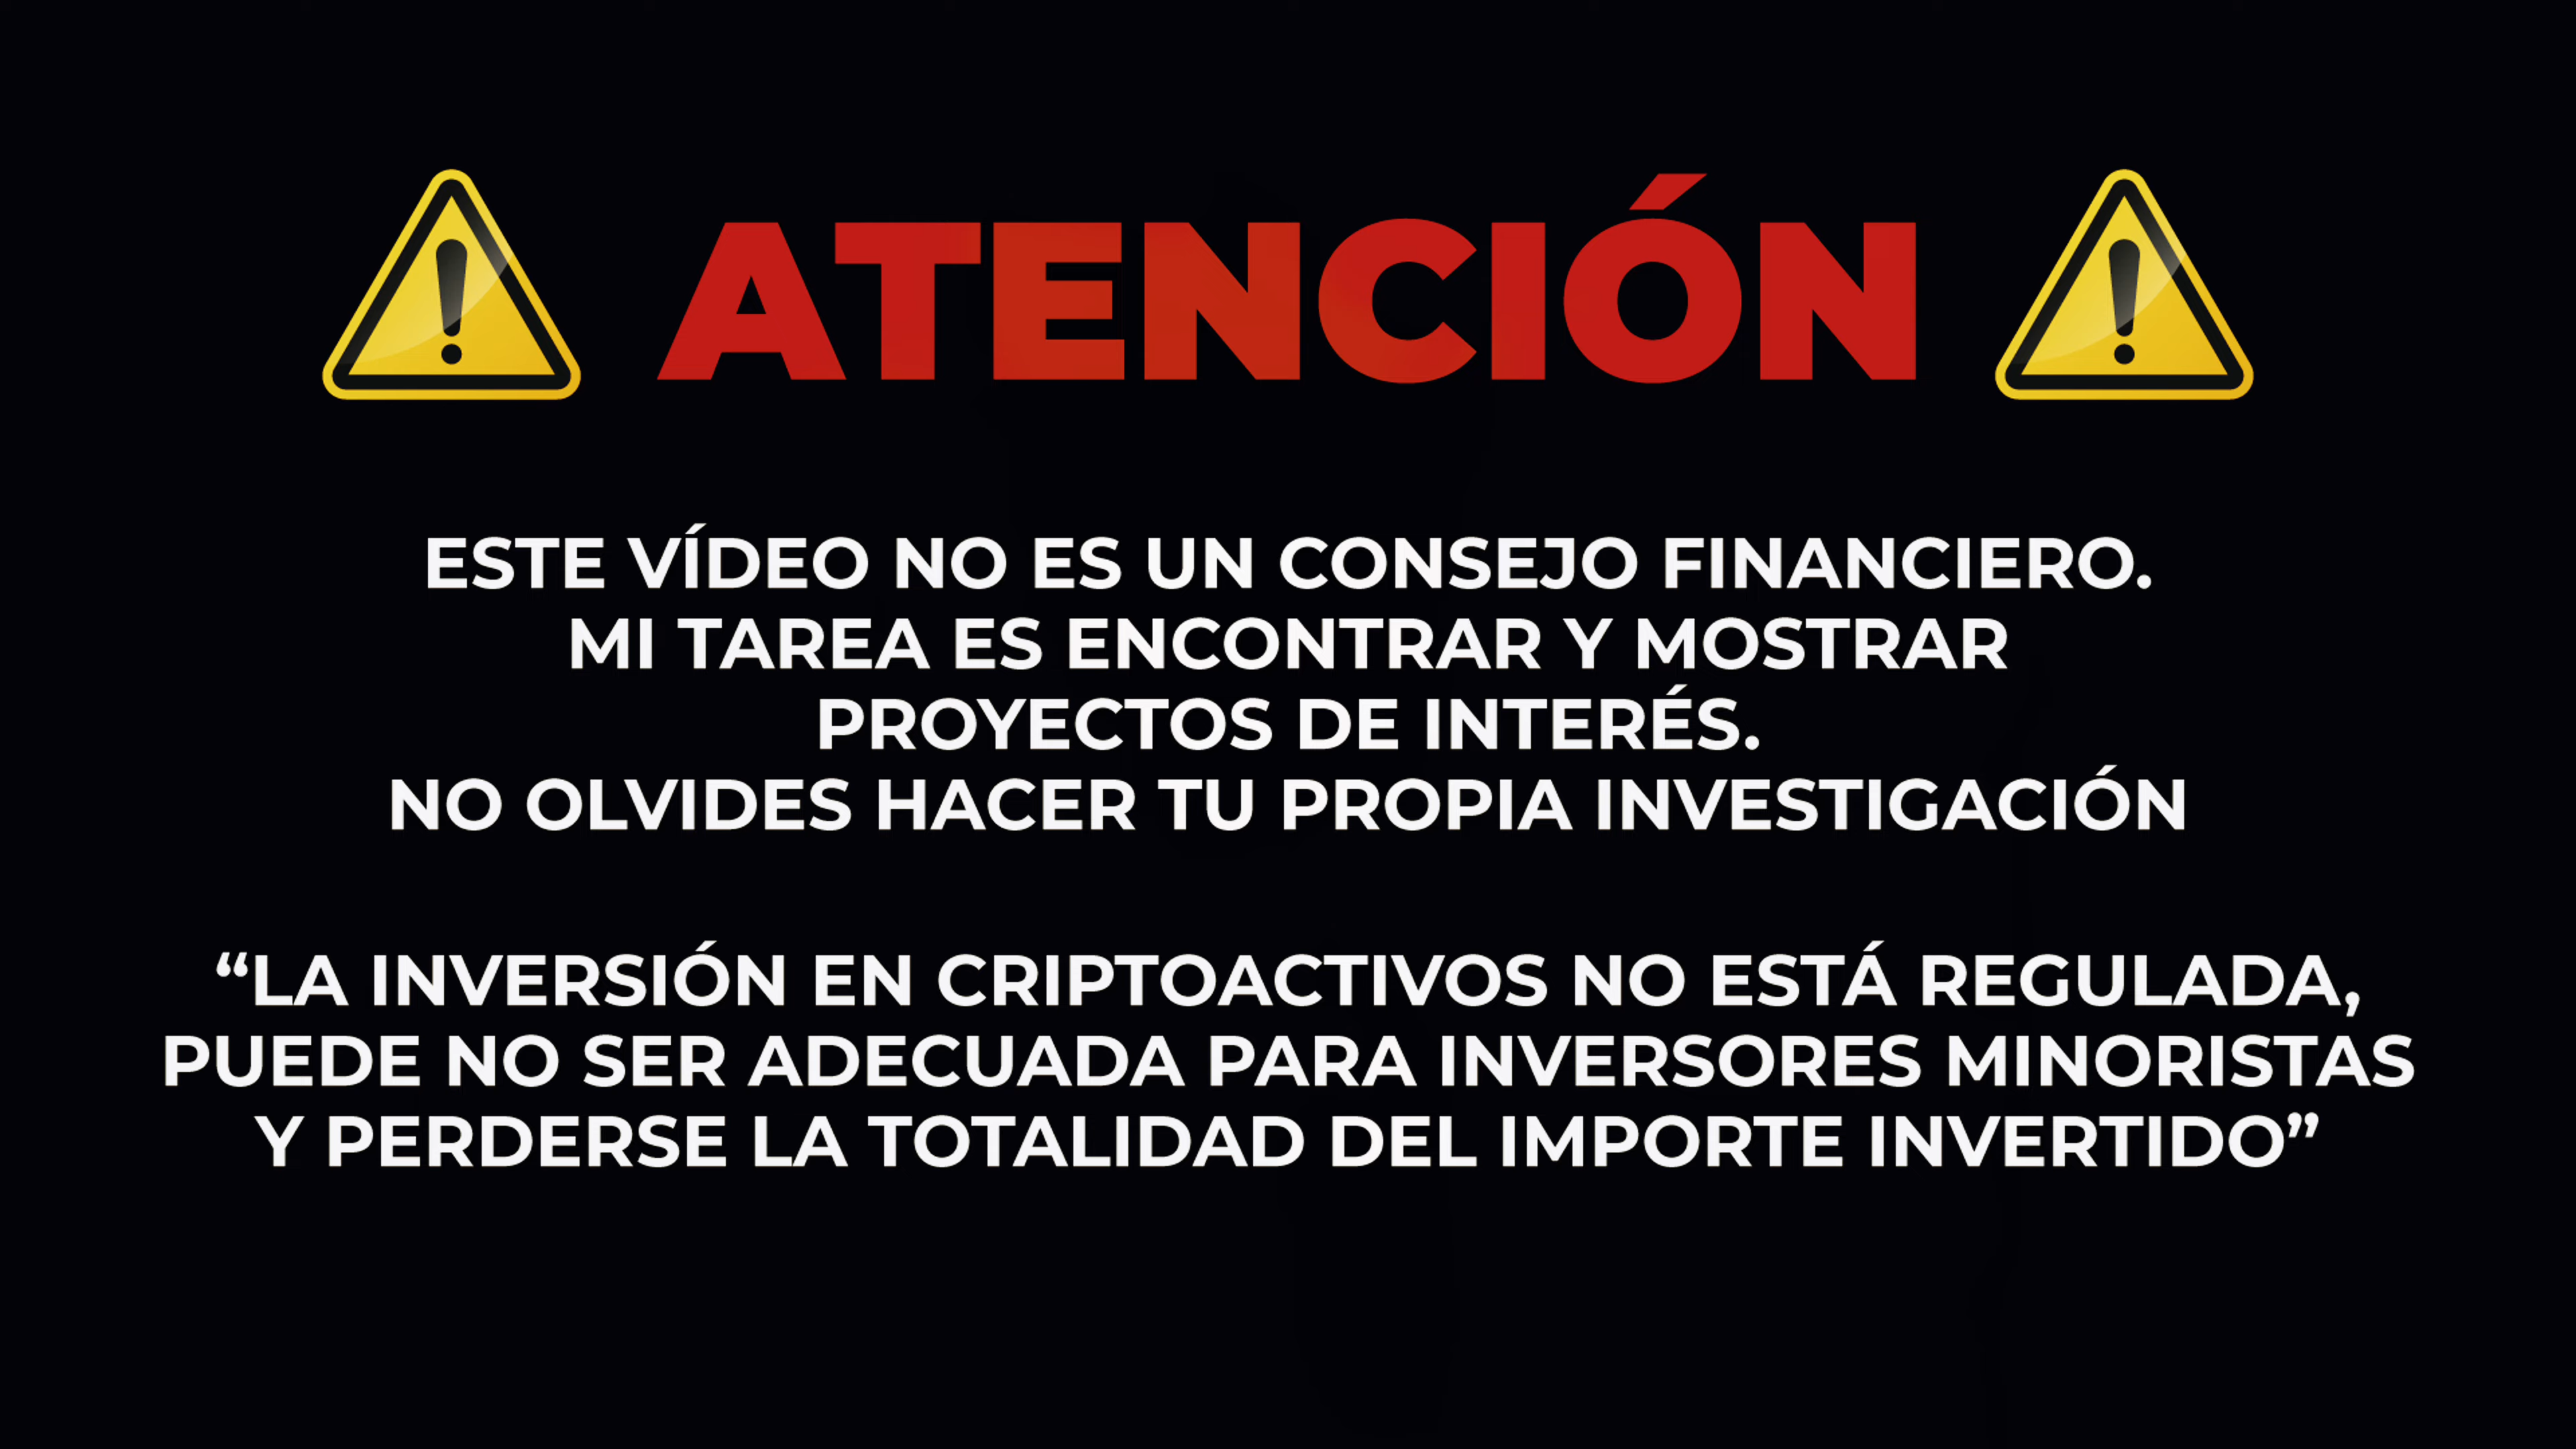 ATENCIÓN
ESTE VÍDEO NO ES UN CONSEJO FINANCIERO.
MI TAREA ES ENCONTRAR Y MOSTRAR
PROYECTOS DE INTERÉS.
NO OLVIDES HACER TU PROPIA INVESTIGACIÓN
“LA INVERSIÓN EN CRIPTOACTIVOS NO ESTÁ REGULADA,
PUEDE NO SER ADECUADA PARA INVERSORES MINORISTAS
Y PERDERSE LA TOTALIDAD DEL IMPORTE INVERTIDO”